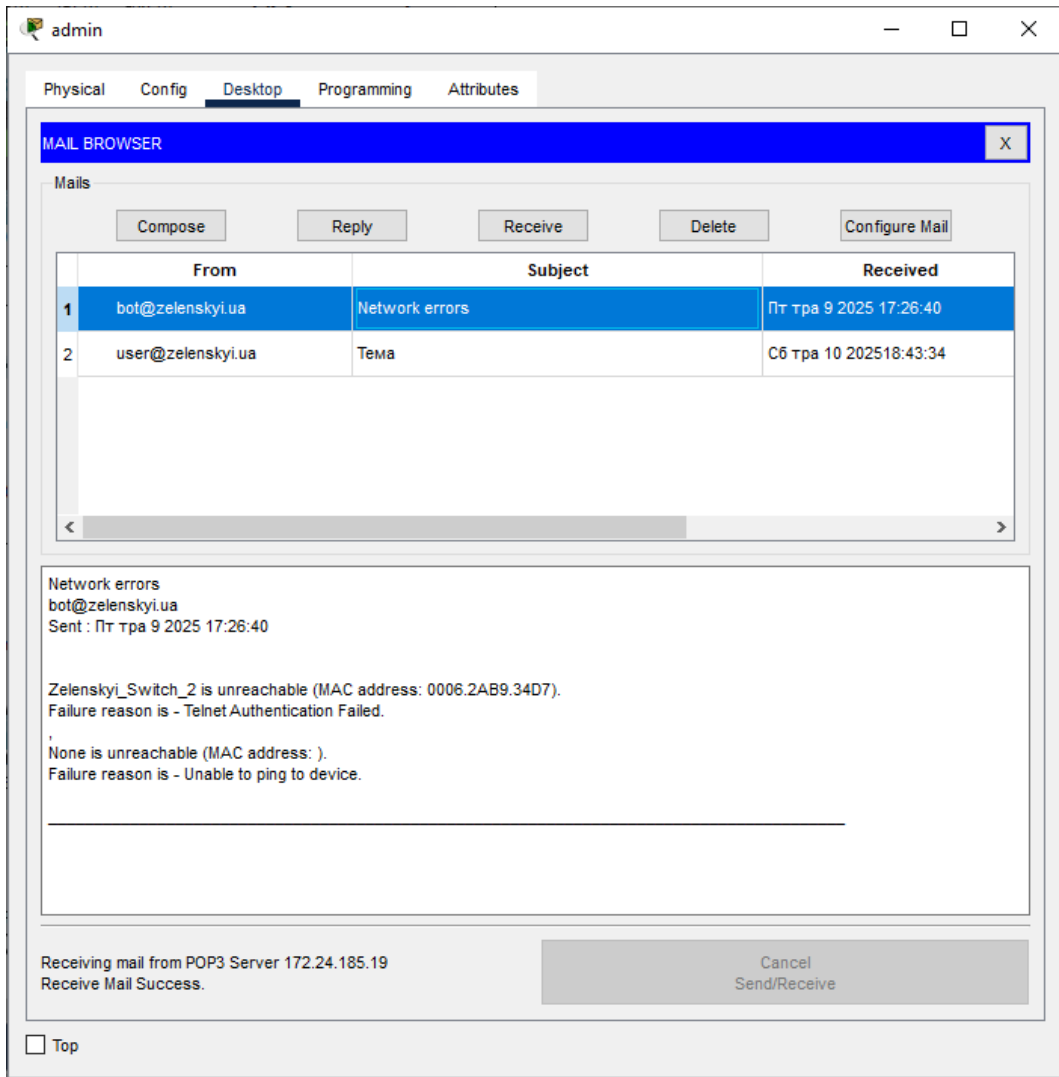 admin
Physical Config Desktop Programming Attributes
MAIL BROWSER X
Mails
Compose Reply Receive Delete Configure Mail
From Subject Received
1 bot@zelenskyi.ua Network errors Пт тра 9 2025 17:26:40
2 user@zelenskyi.ua Тема Сб тра 10 202518:43:34
Network errors
bot@zelenskyi.ua
Sent : Пт тра 9 2025 17:26:40
Zelenskyi_Switch_2 is unreachable (MAC address: 0006.2AB9.34D7).
Failure reason is - Telnet Authentication Failed.
,
None is unreachable (MAC address: ).
Failure reason is - Unable to ping to device.
Receiving mail from POP3 Server 172.24.185.19
Receive Mail Success.
Cancel
Send/Receive
Top